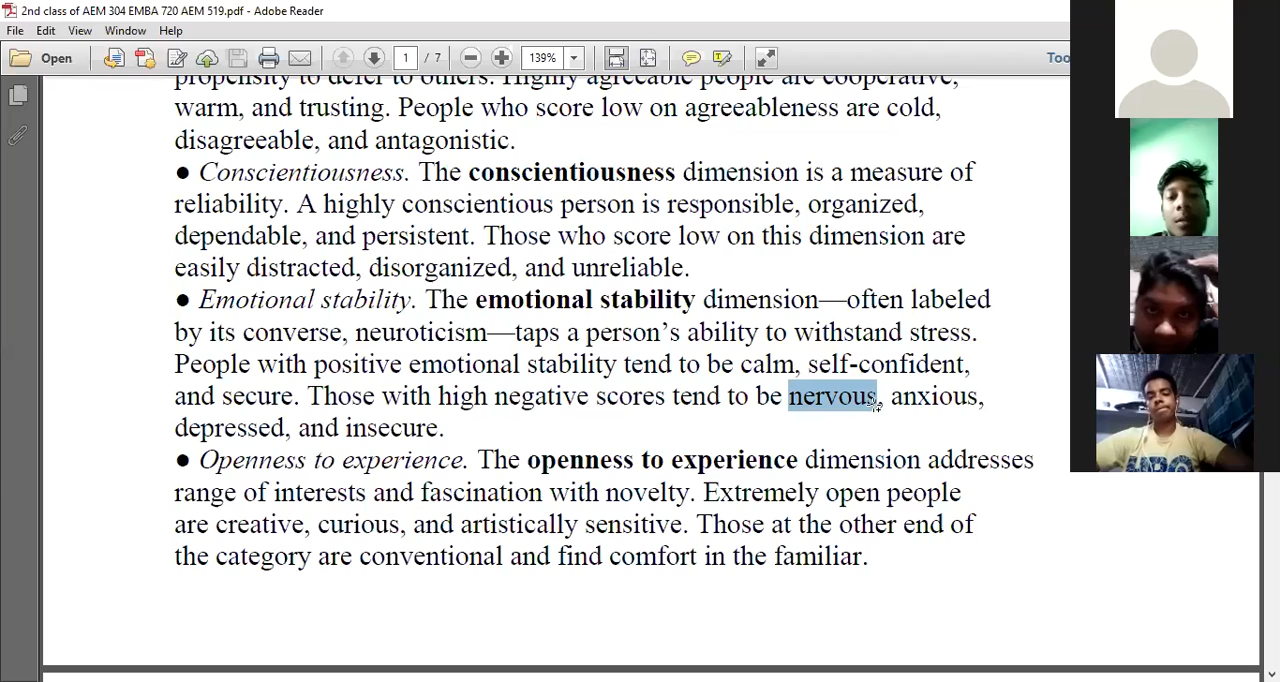 2nd class of AEM 304 EMBA 720 AEM 519.pdf - Adobe Reader
File Edit View Window Help
Open 1 / 7 139% Too
propensity to defer to others. Highly agreeable people are cooperative,
warm, and trusting. People who score low on agreeableness are cold,
disagreeable, and antagonistic.
● Conscientiousness. The conscientiousness dimension is a measure of
reliability. A highly conscientious person is responsible, organized,
dependable, and persistent. Those who score low on this dimension are
easily distracted, disorganized, and unreliable.
● Emotional stability. The emotional stability dimension—often labeled
by its converse, neuroticism—taps a person’s ability to withstand stress.
People with positive emotional stability tend to be calm, self-confident,
and secure. Those with high negative scores tend to be nervous, anxious,
depressed, and insecure.
● Openness to experience. The openness to experience dimension addresses
range of interests and fascination with novelty. Extremely open people
are creative, curious, and artistically sensitive. Those at the other end of
the category are conventional and find comfort in the familiar.